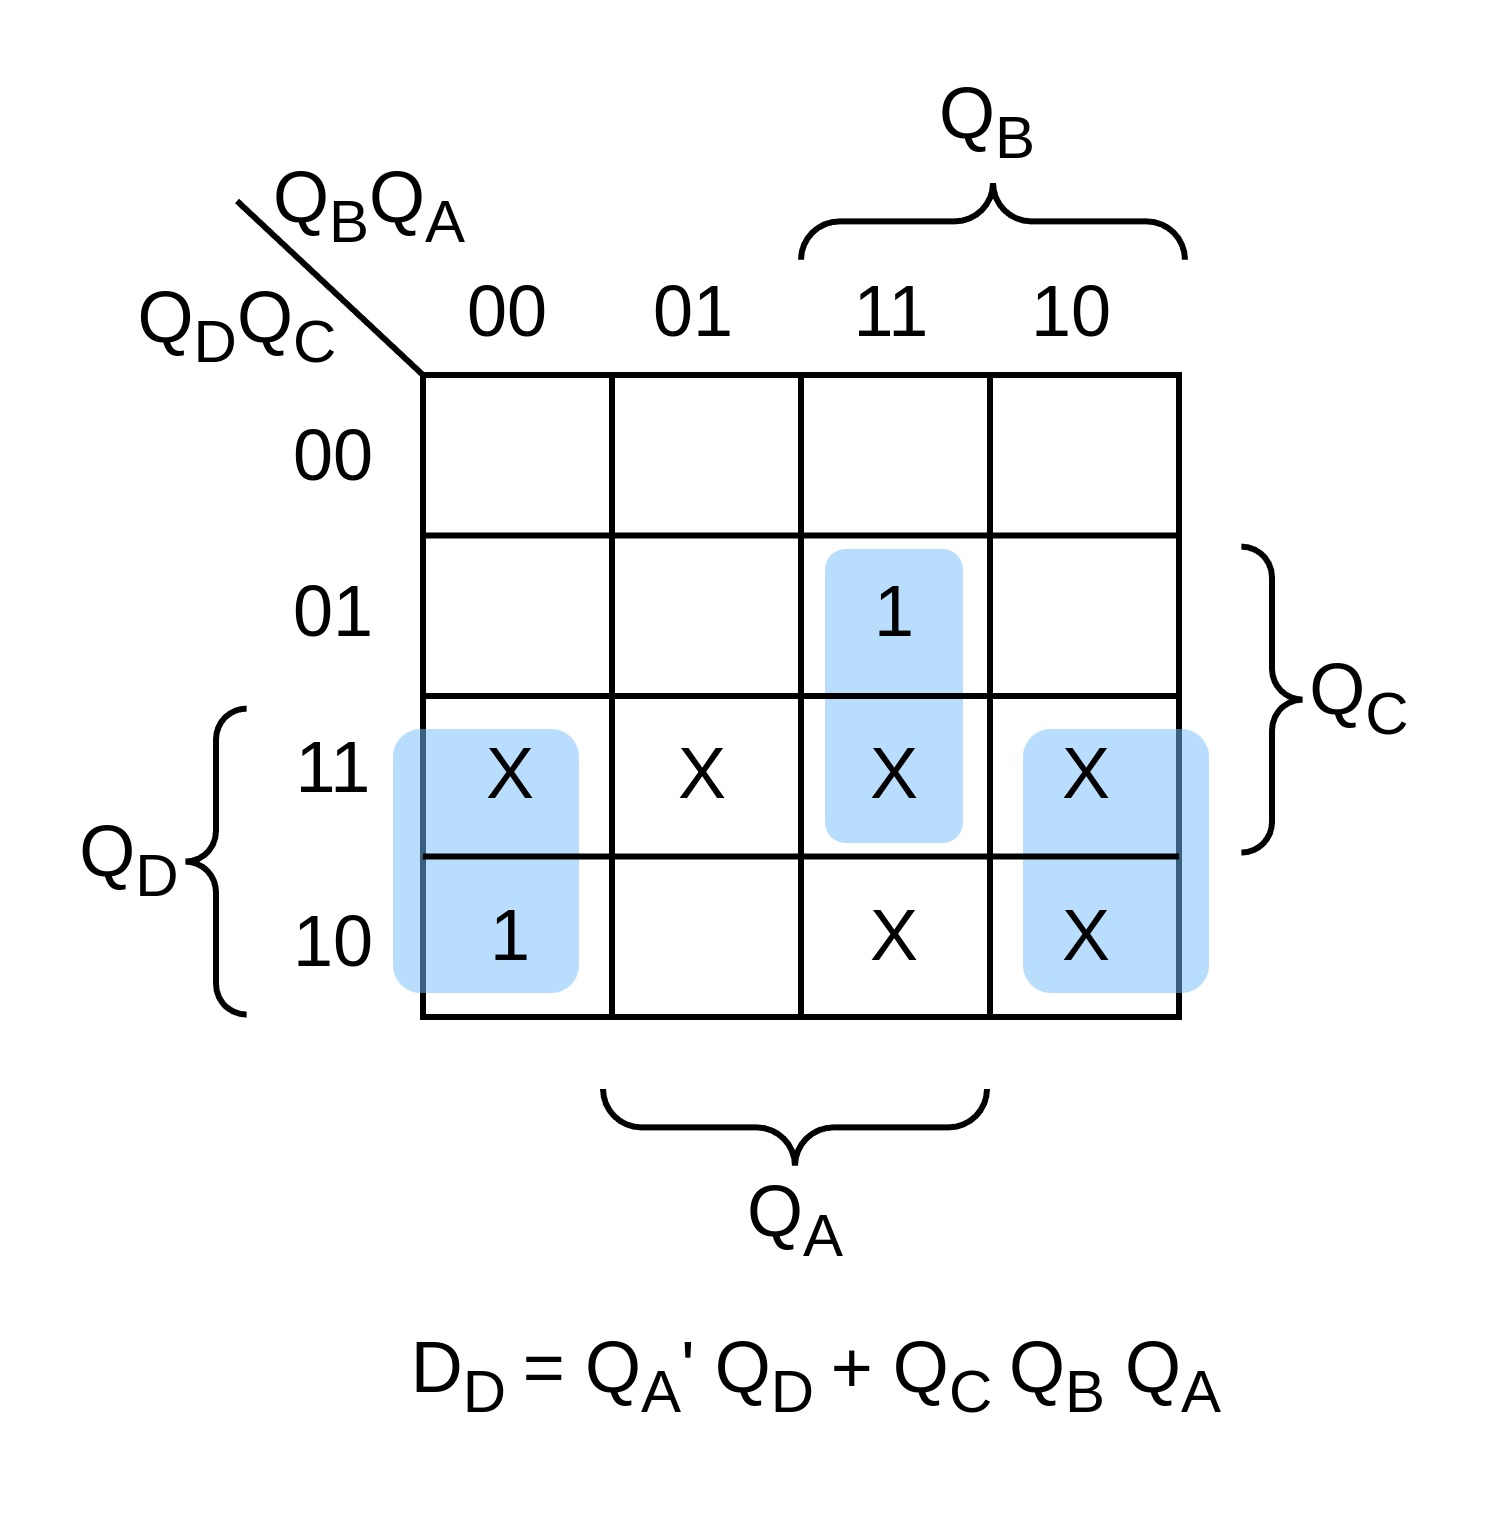 Q_B
Q_BQ_A
Q_DQ_C
00 01 11 10
00
01 1
Q_C
11 X X X X
Q_D
10 1 X X
Q_A
D_D = Q_A' Q_D + Q_C Q_B Q_A